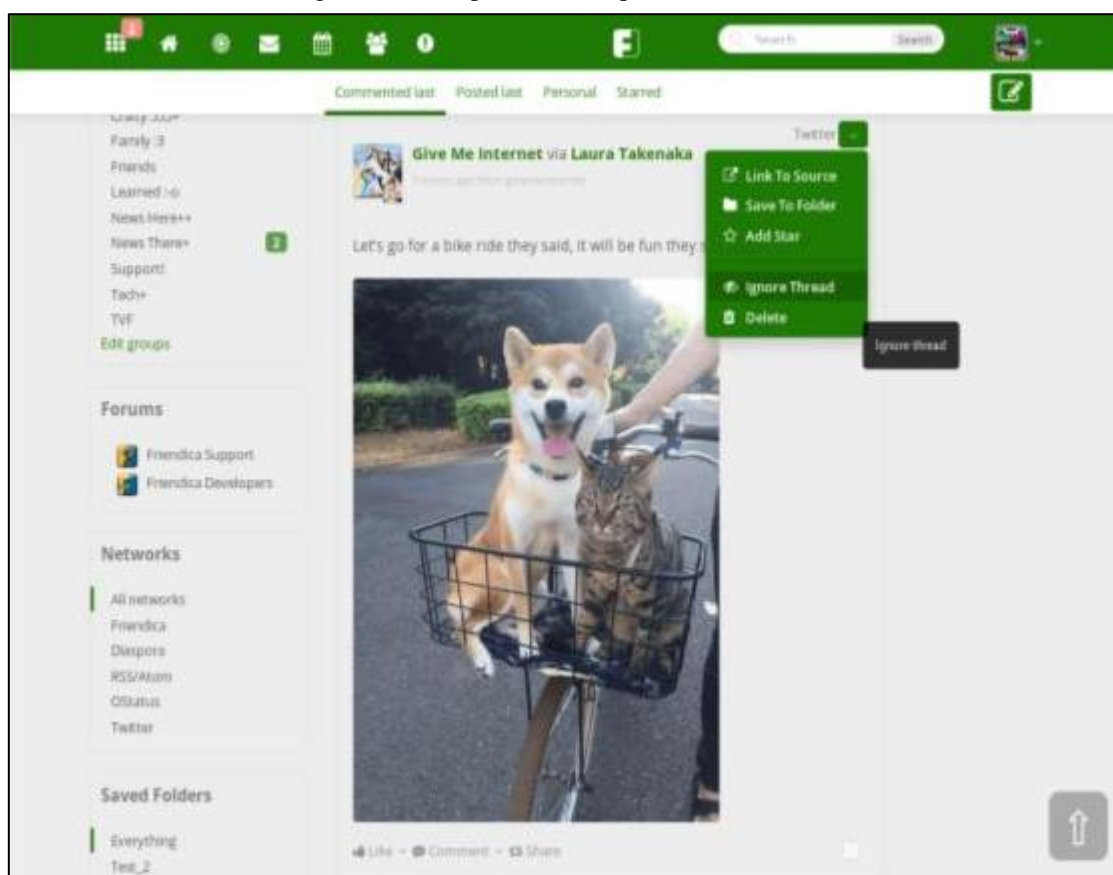 Search Search
Commented last Posted last Personal Starred
Family :3
Friends
Learned :-o
News Here++
News There+ 2
Support!
Tech+
TVF
Edit groups
Forums
Friendica Support
Friendica Developers
Networks
All networks
Friendica
Diaspora
RSS/Atom
OStatus
Twitter
Saved Folders
Everything
Test_2
Twitter
Give Me Internet via Laura Takenaka
Let's go for a bike ride they said, it will be fun they
Link To Source
Save To Folder
Add Star
Ignore Thread
Delete
Ignore thread
Like • Comment • Share